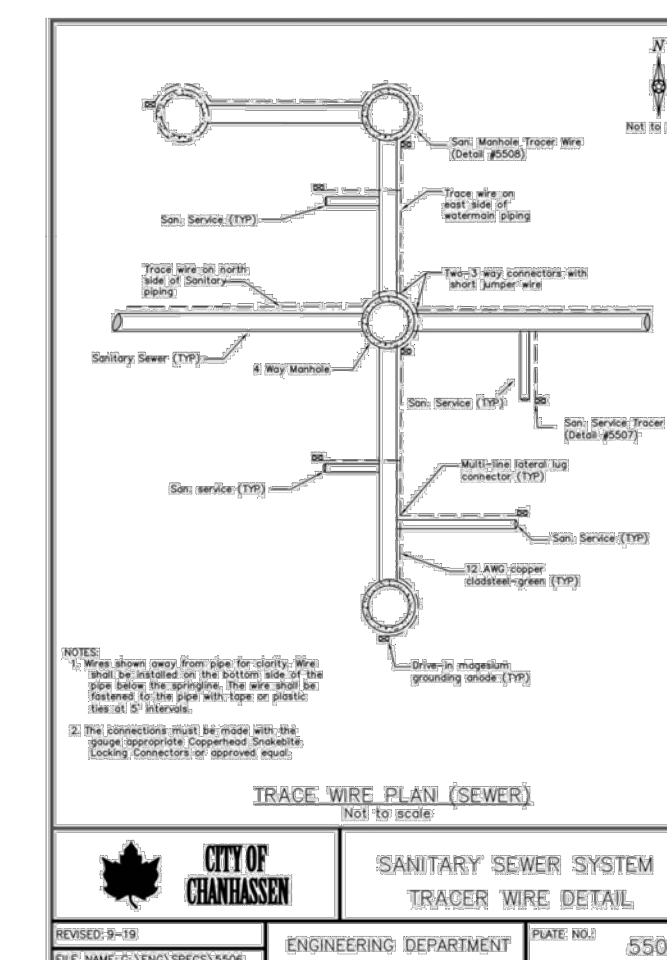 N
Not to
San. Manhole Tracer Wire
(Detail #5508)
Trace wire on
east side of
watermain piping
San. Service (TYP)
Trace wire on north
side of Sanitary
piping
Two-3 way connectors with
short jumper wire
Sanitary Sewer (TYP)
4 Way Manhole
San. Service (TYP)
San. Service Tracer
(Detail #5507)
Multi-line lateral lug
connector (TYP)
San. service (TYP)
San. Service (TYP)
12 AWG copper
cladsteel-green (TYP)
Drive-in magesium
grounding anode (TYP)
NOTES:
1. Wires shown away from pipe for clarity. Wire
shall be installed on the bottom side of the
pipe below the springline. The wire shall be
fastened to the pipe with tape or plastic
ties at 5' intervals.
2. The connections must be made with the
gauge appropriate Copperhead Snakebite
Locking Connectors or approved equal.
TRACE WIRE PLAN (SEWER)
Not to scale
CITY OF
CHANHASSEN
SANITARY SEWER SYSTEM
TRACER WIRE DETAIL
REVISED: 9-19
FILE NAME: G:\ENG\SPECS\5506
ENGINEERING DEPARTMENT
PLATE NO.:
550